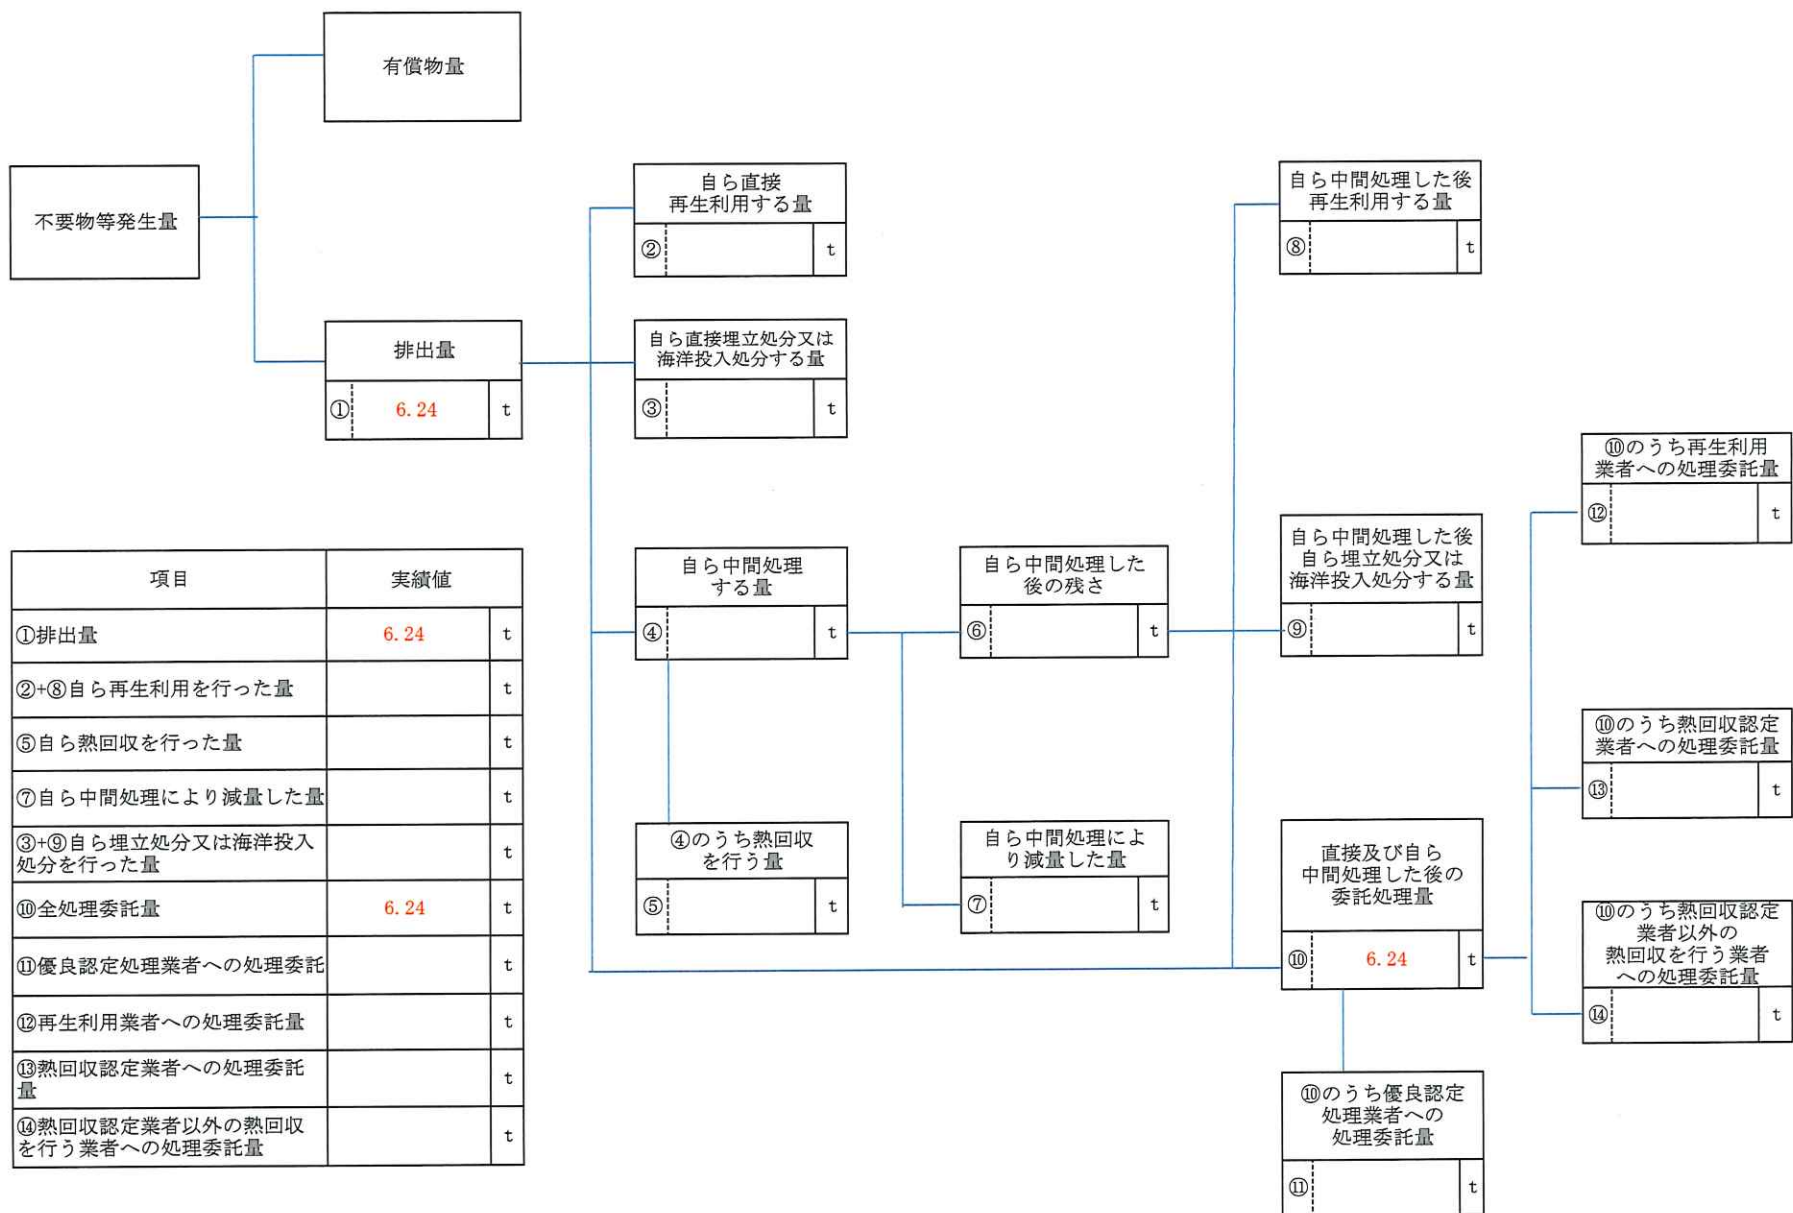 有償物量
不要物等発生量
排出量
① 6.24 t
自ら直接
再生利用する量
② t
自ら直接埋立処分又は
海洋投入処分する量
③ t
自ら中間処理
する量
④ t
④のうち熱回収
を行う量
⑤ t
自ら中間処理した
後の残さ
⑥ t
自ら中間処理によ
り減量した量
⑦ t
自ら中間処理した後
再生利用する量
⑧ t
自ら中間処理した後
自ら埋立処分又は
海洋投入処分する量
⑨ t
直接及び自ら
中間処理した後の
委託処理量
⑩ 6.24 t
⑩のうち優良認定
処理業者への
処理委託量
⑪ t
⑩のうち再生利用
業者への処理委託量
⑫ t
⑩のうち熱回収認定
業者への処理委託量
⑬ t
⑩のうち熱回収認定
業者以外の
熱回収を行う業者
への処理委託量
⑭ t
項目 実績値
①排出量 6.24 t
②+⑧自ら再生利用を行った量 t
⑤自ら熱回収を行った量 t
⑦自ら中間処理により減量した量 t
③+⑨自ら埋立処分又は海洋投入
処分を行った量 t
⑩全処理委託量 6.24 t
⑪優良認定処理業者への処理委託 t
⑫再生利用業者への処理委託量 t
⑬熱回収認定業者への処理委託
量 t
⑭熱回収認定業者以外の熱回収
を行う業者への処理委託量 t